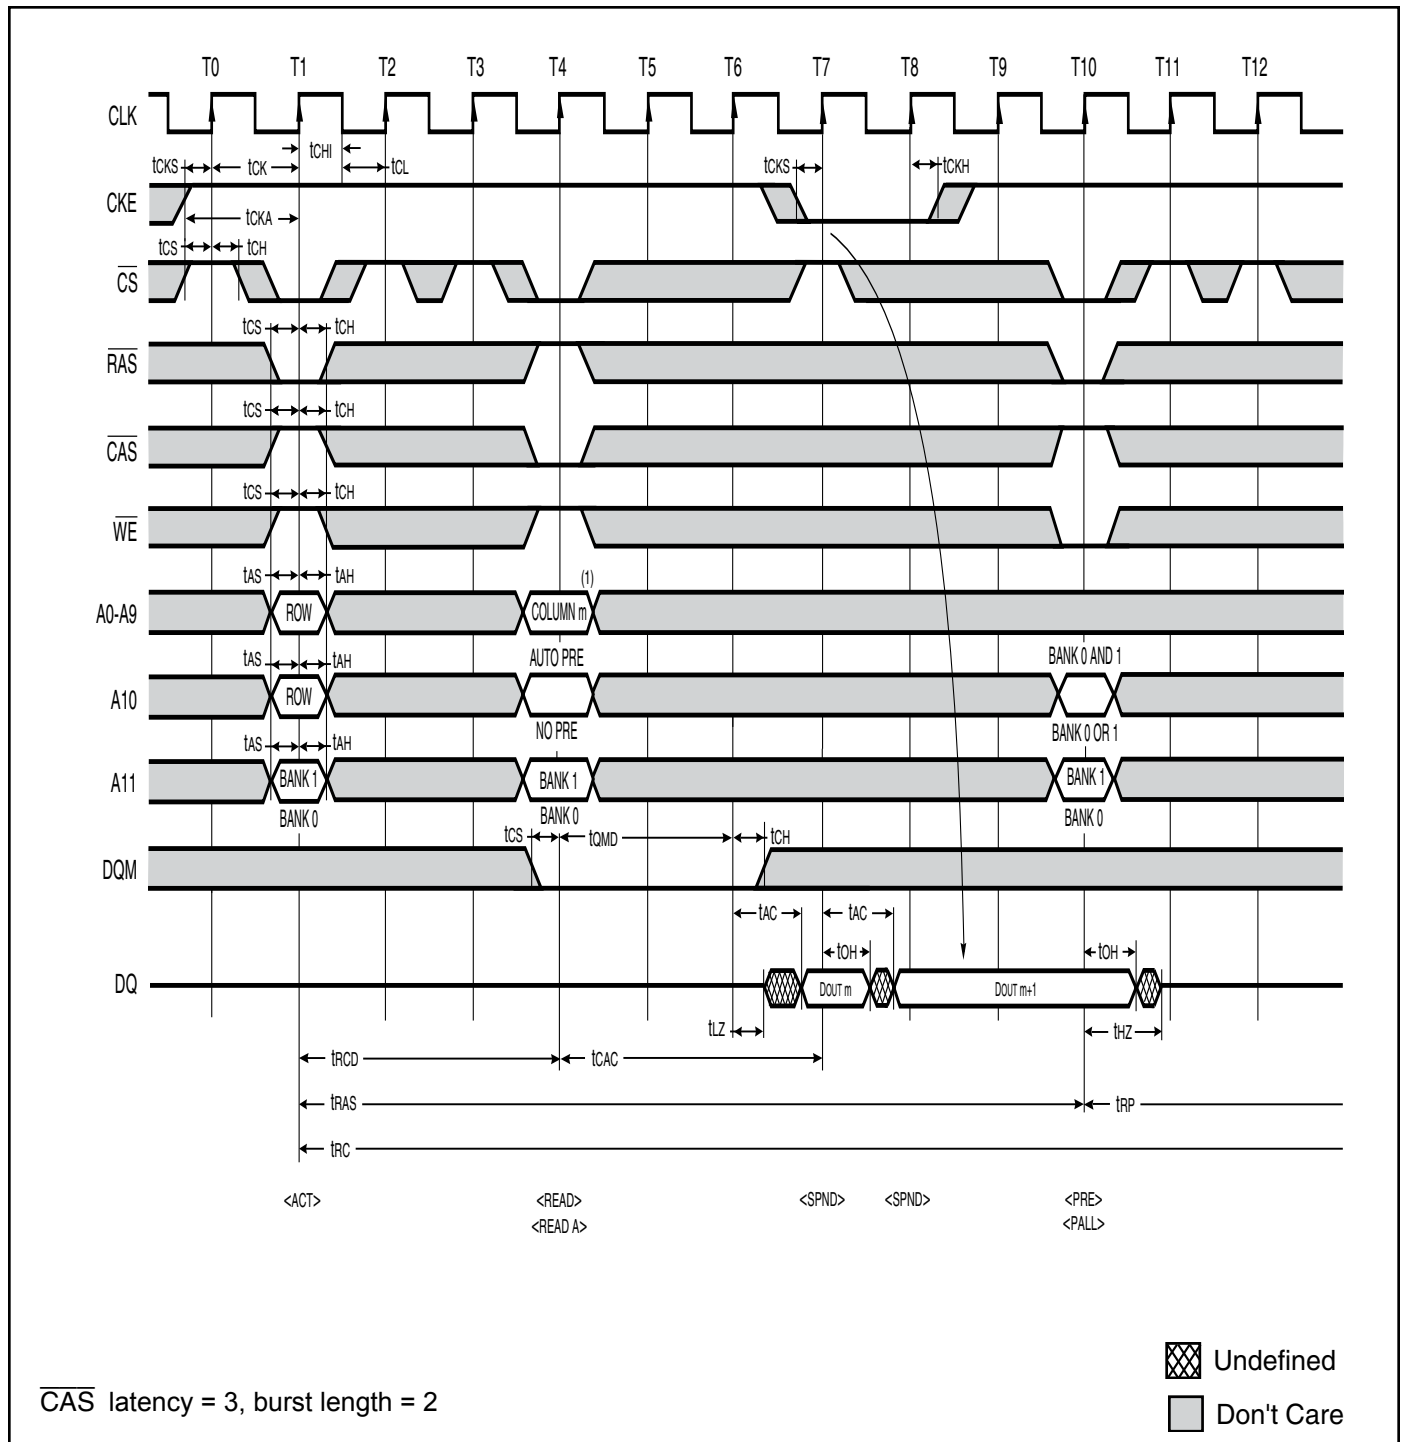 T0 T1 T2 T3 T4 T5 T6 T7 T8 T9 T10 T11 T12
CLK
tCHI
tCKS tCK tCL tCKS tCKH
CKE
tCKA
tCS tCH
CS
tCS tCH
RAS
tCS tCH
CAS
tCS tCH
WE
tAS tAH (1)
A0-A9 ROW COLUMN m
tAS tAH AUTO PRE BANK 0 AND 1
A10 ROW
NO PRE BANK 0 OR 1
tAS tAH
A11 BANK 1 BANK 1 BANK 1
BANK 0 BANK 0 BANK 0
tCS tQMD tCH
DQM
tAC tAC
tOH tOH
DQ DOUT m DOUT m+1
tLZ tHZ
tRCD tCAC
tRAS tRP
tRC
<ACT> <READ> <SPND> <SPND> <PRE>
<READ A> <PALL>
Undefined
CAS latency = 3, burst length = 2
Don't Care